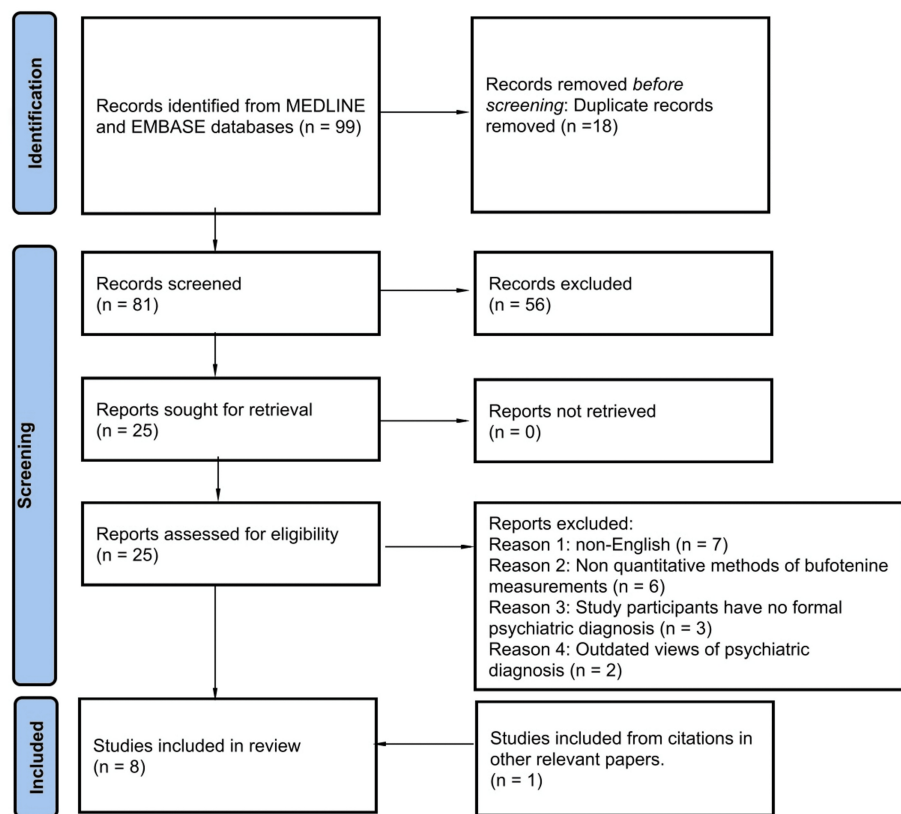 Identification
Records identified from MEDLINE
and EMBASE databases (n = 99)
Records removed before
screening: Duplicate records
removed (n =18)
Screening
Records screened
(n = 81)
Records excluded
(n = 56)
Reports sought for retrieval
(n = 25)
Reports not retrieved
(n = 0)
Reports assessed for eligibility
(n = 25)
Reports excluded:
Reason 1: non-English (n = 7)
Reason 2: Non quantitative methods of bufotenine
measurements (n = 6)
Reason 3: Study participants have no formal
psychiatric diagnosis (n = 3)
Reason 4: Outdated views of psychiatric
diagnosis (n = 2)
Included
Studies included in review
(n = 8)
Studies included from citations in
other relevant papers.
(n = 1)